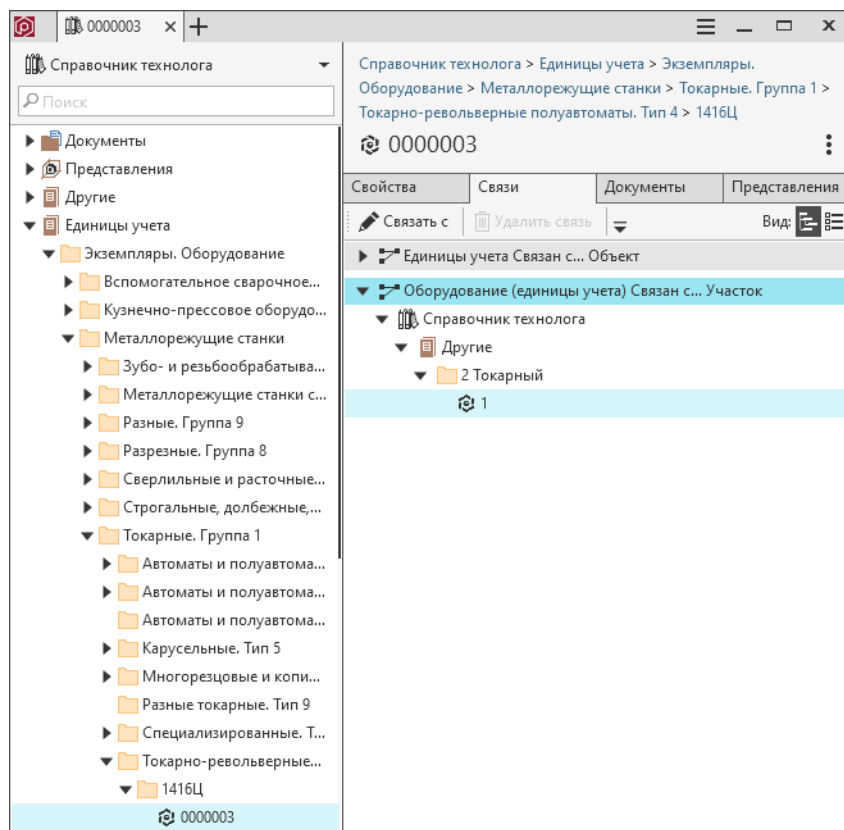 0000003
Справочник технолога
Поиск
Документы
Представления
Другие
Единицы учета
Экземпляры. Оборудование
Вспомогательное сварочное...
Кузнечно-прессовое оборудо...
Металлорежущие станки
Зубо- и резьбообрабатыва...
Металлорежущие станки с...
Разные. Группа 9
Разрезные. Группа 8
Сверлильные и расточные...
Строгальные, долбежные,...
Токарные. Группа 1
Автоматы и полуавтома...
Автоматы и полуавтома...
Автоматы и полуавтома...
Карусельные. Тип 5
Многорезцовые и копи...
Разные токарные. Тип 9
Специализированные. Т...
Токарно-револьверные...
1416Ц
0000003
Справочник технолога > Единицы учета > Экземпляры.
Оборудование > Металлорежущие станки > Токарные. Группа 1 >
Токарно-револьверные полуавтоматы. Тип 4 > 1416Ц
0000003
Свойства Связи Документы Представления
Связать с Удалить связь Вид:
Единицы учета Связан с... Объект
Оборудование (единицы учета) Связан с... Участок
Справочник технолога
Другие
2 Токарный
1